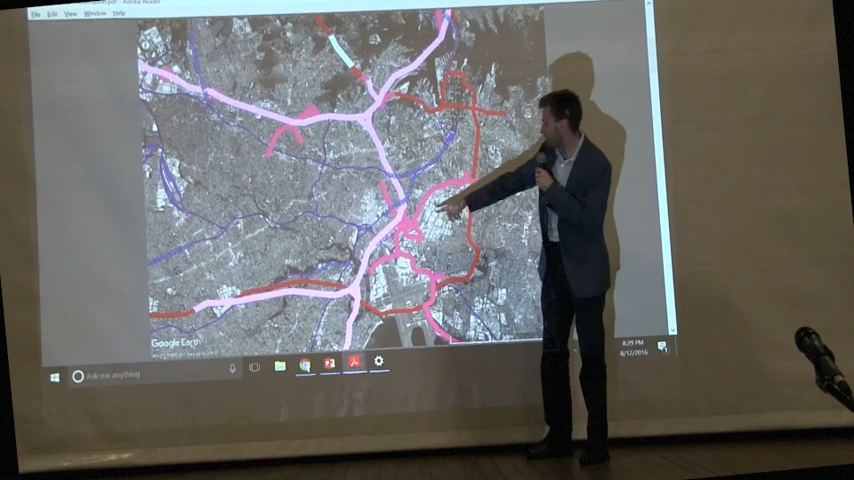 Adobe Reader
File Edit View Window Help
Google Earth
Ask me anything
8:29 PM
8/12/2016